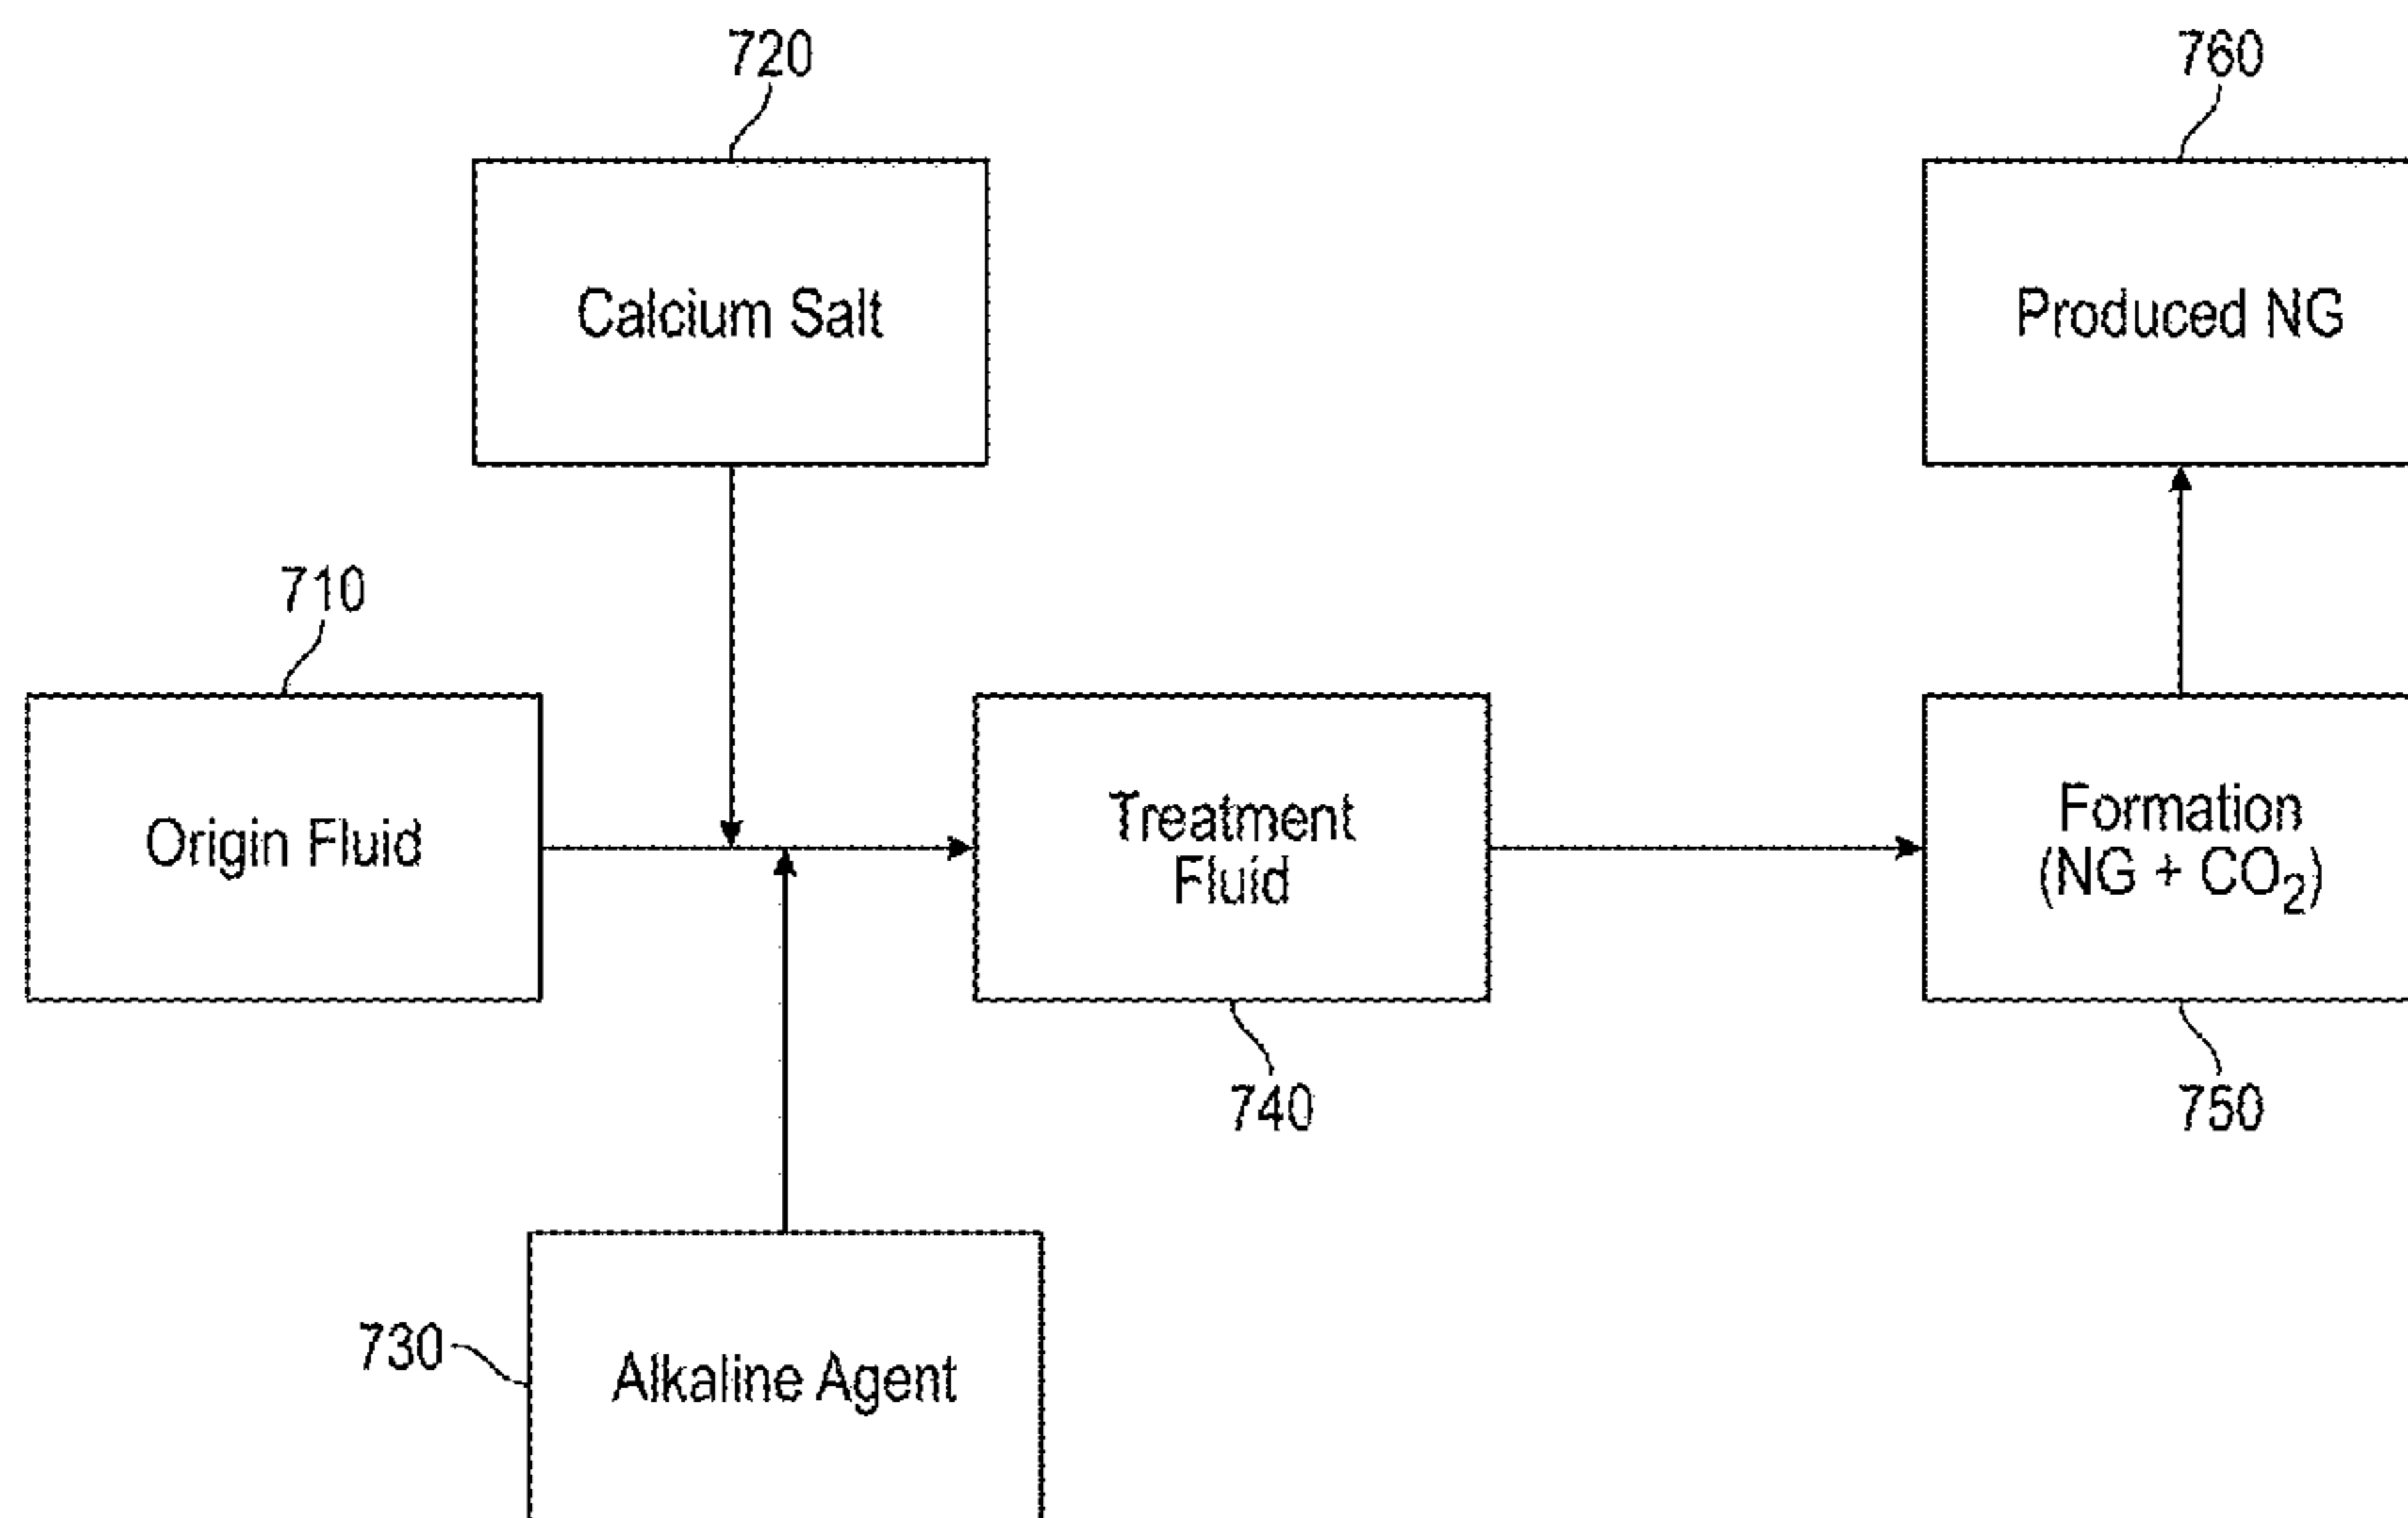 720
760
Calcium Salt
Produced NG
710
Origin Fluid
Treatment
Fluid
Formation
(NG + CO₂)
740
750
730
Alkaline Agent